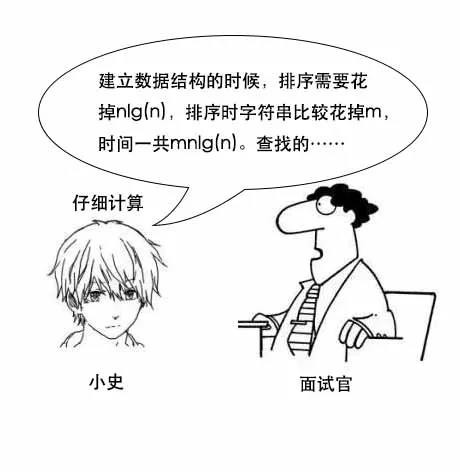 建立数据结构的时候，排序需要花
掉nlg(n)，排序时字符串比较花掉m，
时间一共mnlg(n)。查找的……
仔细计算
小史
面试官